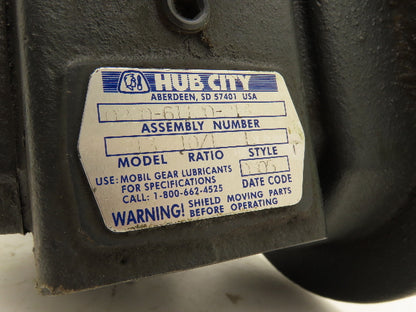 HUB CITY
ABERDEEN, SD 57401 USA
ASSEMBLY NUMBER
MODEL RATIO STYLE
USE: MOBIL GEAR LUBRICANTS
FOR SPECIFICATIONS
CALL: 1-800-662-4525
DATE CODE
WARNING! SHIELD MOVING PARTS
BEFORE OPERATING